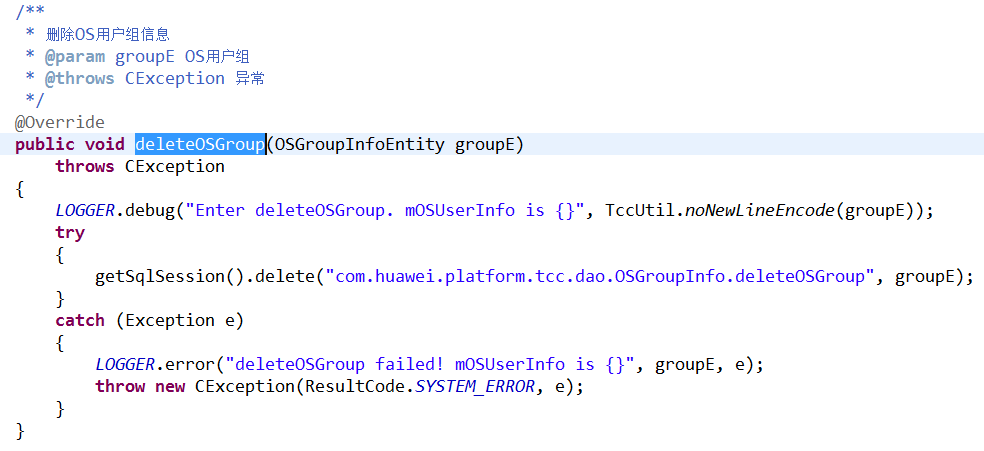 /**
 * 删除OS用户组信息
 * @param groupE OS用户组
 * @throws CException 异常
 */
@Override
public void deleteOSGroup(OSGroupInfoEntity groupE)
    throws CException
{
    LOGGER.debug("Enter deleteOSGroup. mOSUserInfo is {}", TccUtil.noNewLineEncode(groupE));
    try
    {
        getSqlSession().delete("com.huawei.platform.tcc.dao.OSGroupInfo.deleteOSGroup", groupE);
    }
    catch (Exception e)
    {
        LOGGER.error("deleteOSGroup failed! mOSUserInfo is {}", groupE, e);
        throw new CException(ResultCode.SYSTEM_ERROR, e);
    }
}